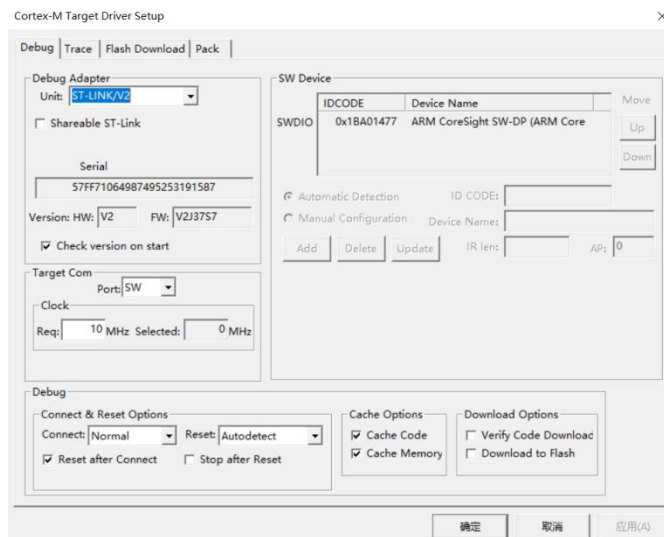 Cortex-M Target Driver Setup
Debug Trace Flash Download Pack
Debug Adapter
Unit: ST-LINK/V2
Shareable ST-Link
Serial
57FF71064987495253191587
Version: HW: V2 FW: V2J37S7
Check version on start
Target Com
Port: SW
Clock
Req: 10 MHz Selected: 0 MHz
SW Device
IDCODE Device Name Move
SWDIO 0x1BA01477 ARM CoreSight SW-DP (ARM Core Up
Down
Automatic Detection ID CODE:
Manual Configuration Device Name:
Add Delete Update IR len: AP: 0
Debug
Connect & Reset Options
Connect: Normal Reset: Autodetect
Reset after Connect Stop after Reset
Cache Options
Cache Code
Cache Memory
Download Options
Verify Code Download
Download to Flash
确定 取消 应用(A)